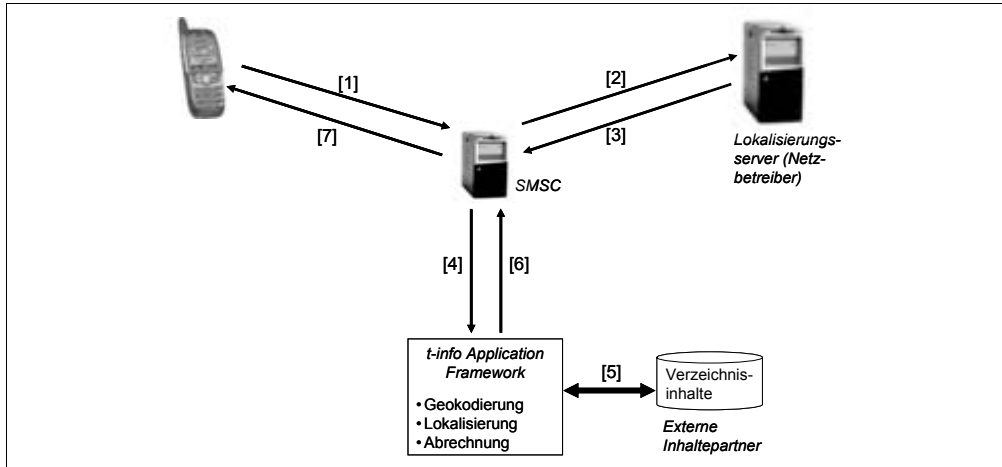 [1]
[2]
[7]
[3]
Lokalisierungs-
server (Netz-
betreiber)
SMSC
[4]
[6]
t-info Application
Framework
• Geokodierung
• Lokalisierung
• Abrechnung
[5]
Verzeichnis-
inhalte
Externe
Inhaltepartner